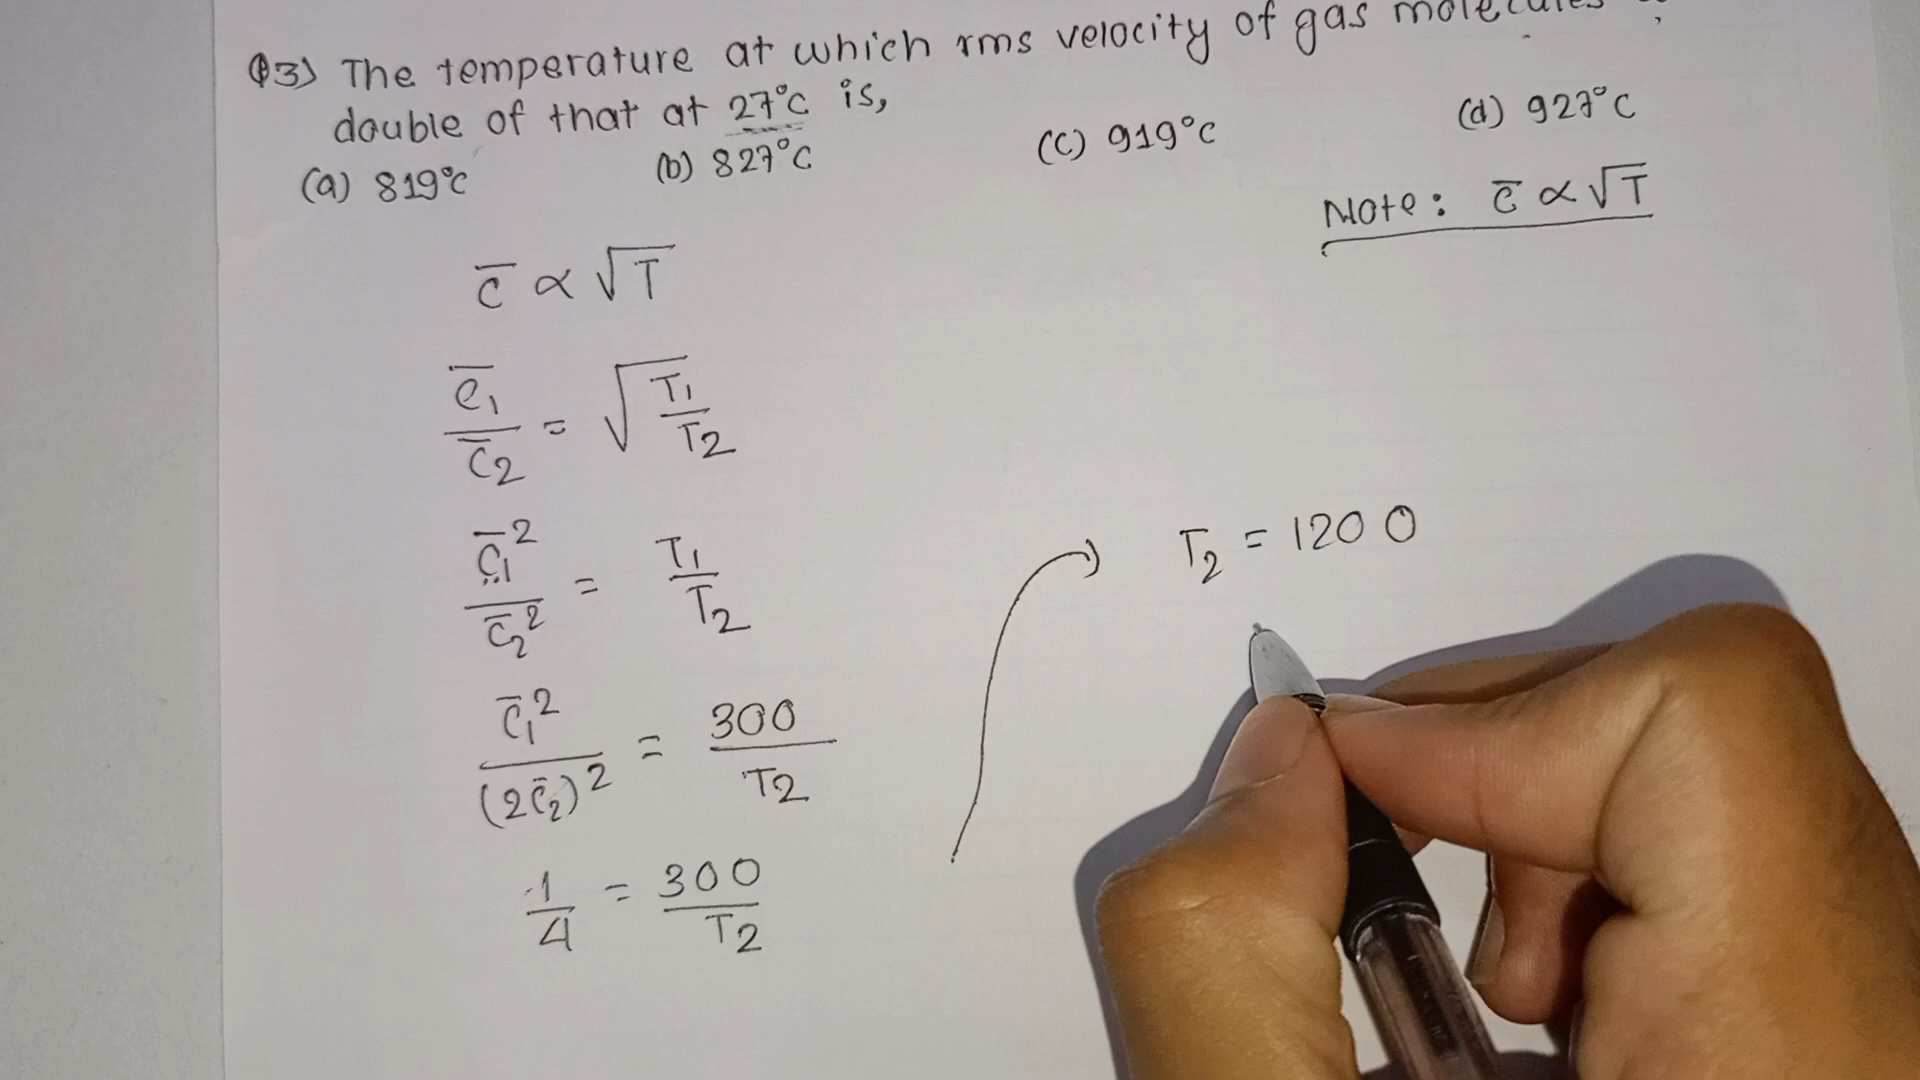 Q3) The temperature at which rms velocity of gas molecules
double of that at 27°C is,
(a) 819°C (b) 827°C (c) 919°C (d) 927°C
Note: c̄ ∝ √T
c̄ ∝ √T
c̄₁/c̄₂ = √(T₁/T₂)
c̄₁²/c̄₂² = T₁/T₂
c̄₁²/(2c̄₂)² = 300/T₂
1/4 = 300/T₂
T₂ = 1200